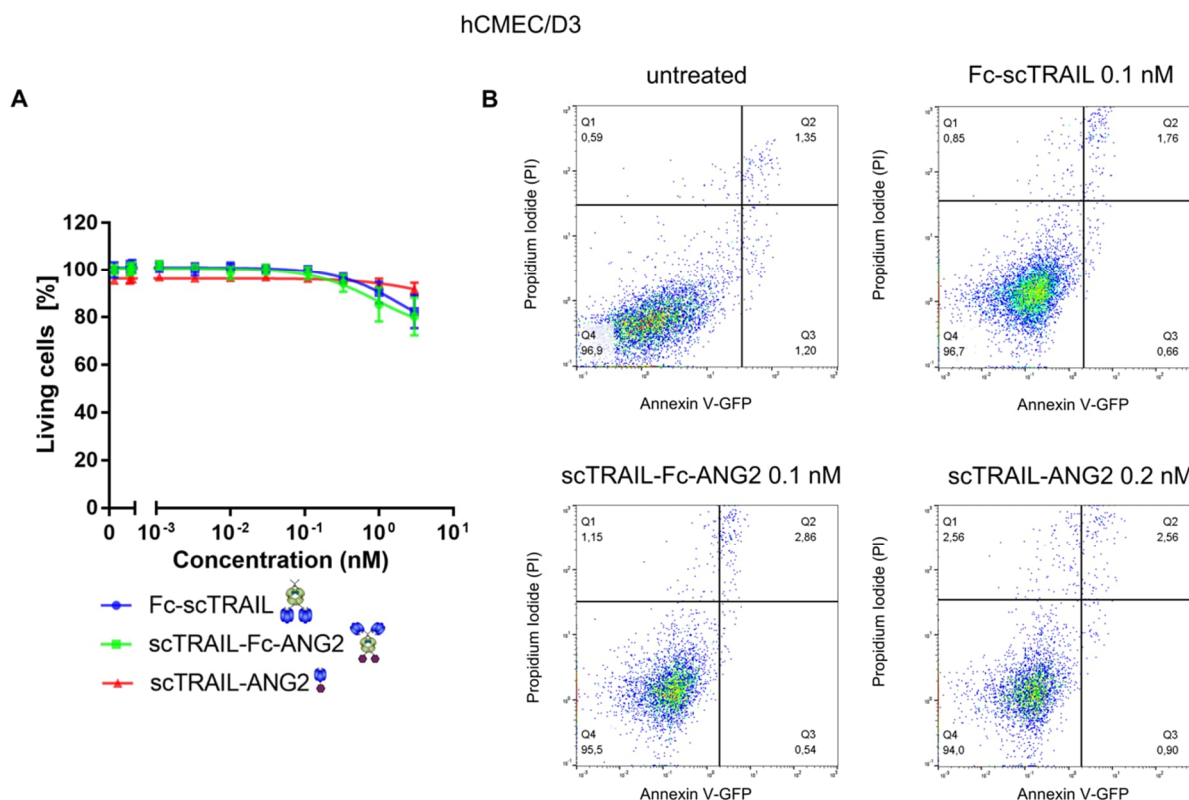 hCMEC/D3
A
120
100
80
60
40
20
0
Living cells [%]
0 10-3 10-2 10-1 100 101
Concentration (nM)
Fc-scTRAIL
scTRAIL-Fc-ANG2
scTRAIL-ANG2
B
untreated
Q1
0,59
Q2
1,35
Q4
96,9
Q3
1,20
Propidium Iodide (PI)
Annexin V-GFP
Fc-scTRAIL 0.1 nM
Q1
0,85
Q2
1,76
Q4
96,7
Q3
0,66
Propidium Iodide (PI)
Annexin V-GFP
scTRAIL-Fc-ANG2 0.1 nM
Q1
1,15
Q2
2,86
Q4
95,5
Q3
0,54
Propidium Iodide (PI)
Annexin V-GFP
scTRAIL-ANG2 0.2 nM
Q1
2,56
Q2
2,56
Q4
94,0
Q3
0,90
Propidium Iodide (PI)
Annexin V-GFP